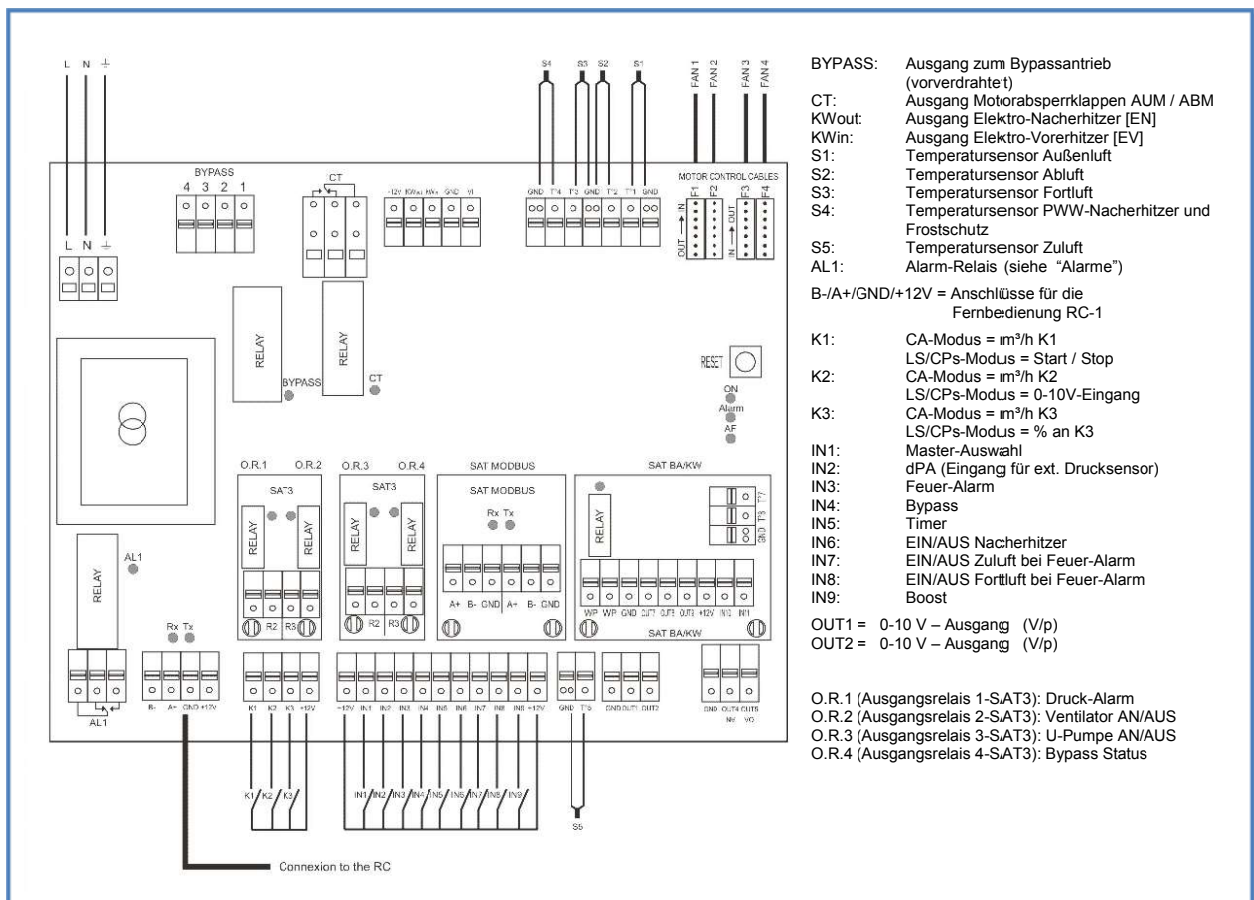 L N
S4 S3 S2 S1
FAN 1 FAN 2 FAN 3 FAN 4
BYPASS
4 3 2 1
CT
+12V KWout KWin GND VI
GND T°4 T°3 GND T°2 T°1 GND
MOTOR CONTROL CABLES
F1 F2 F3 F4
OUT → IN
IN → OUT
L N
RELAY
BYPASS
RELAY
CT
RESET
ON
Alarm
AF
O.R.1 O.R.2
SAT3
RELAY RELAY
R2 R3
O.R.3 O.R.4
SAT3
RELAY RELAY
R2 R3
SAT MODBUS
SAT MODBUS
Rx Tx
A+ B- GND A+ B- GND
SAT BA/KW
RELAY
GND T°8 T°7
WP WP GND OUT7 OUT8 OUT9 +12V IN10 IN11
SAT BA/KW
RELAY
AL1
AL1
Rx Tx
B- A+ GND +12V
K1 K2 K3 +12V
+12V IN1 IN2 IN3 IN4 IN5 IN6 IN7 IN8 IN9 +12V
GND T°5
GND OUT1 OUT2
GND OUT4 OUT5
K1 K2 K3
IN1 IN2 IN3 IN4 IN5 IN6 IN7 IN8 IN9
S5
Connexion to the RC
BYPASS: Ausgang zum Bypassantrieb
(vorverdrahtet)
CT: Ausgang Motorabsperrklappen AUM / ABM
KWout: Ausgang Elektro-Nacherhitzer [EN]
KWin: Ausgang Elektro-Vorerhitzer [EV]
S1: Temperatursensor Außenluft
S2: Temperatursensor Abluft
S3: Temperatursensor Fortluft
S4: Temperatursensor PWW-Nacherhitzer und
Frostschutz
S5: Temperatursensor Zuluft
AL1: Alarm-Relais (siehe “Alarme”)
B-/A+/GND/+12V = Anschlüsse für die
Fernbedienung RC-1
K1: CA-Modus = m³/h K1
LS/CPs-Modus = Start / Stop
K2: CA-Modus = m³/h K2
LS/CPs-Modus = 0-10V-Eingang
K3: CA-Modus = m³/h K3
LS/CPs-Modus = % an K3
IN1: Master-Auswahl
IN2: dPA (Eingang für ext. Drucksensor)
IN3: Feuer-Alarm
IN4: Bypass
IN5: Timer
IN6: EIN/AUS Nacherhitzer
IN7: EIN/AUS Zuluft bei Feuer-Alarm
IN8: EIN/AUS Fortluft bei Feuer-Alarm
IN9: Boost
OUT1 = 0-10 V – Ausgang (V/p)
OUT2 = 0-10 V – Ausgang (V/p)
O.R.1 (Ausgangsrelais 1-SAT3): Druck-Alarm
O.R.2 (Ausgangsrelais 2-SAT3): Ventilator AN/AUS
O.R.3 (Ausgangsrelais 3-SAT3): U-Pumpe AN/AUS
O.R.4 (Ausgangsrelais 4-SAT3): Bypass Status